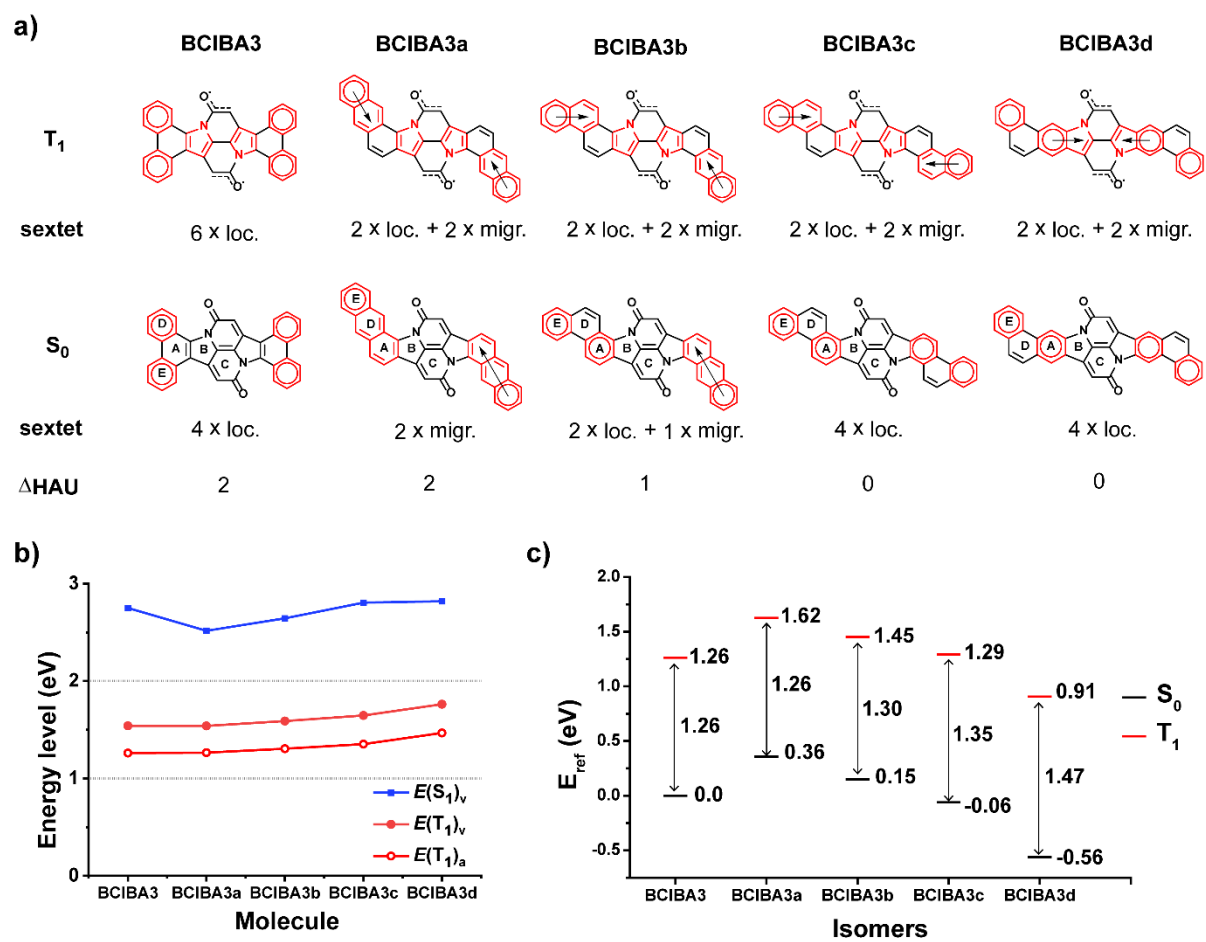 a)
BCIBA3 BCIBA3a BCIBA3b BCIBA3c BCIBA3d
T1
O• O• O• O• O•
N N N N N
N N N N N
O• O• O• O• O•
sextet 6 x loc. 2 x loc. + 2 x migr. 2 x loc. + 2 x migr. 2 x loc. + 2 x migr. 2 x loc. + 2 x migr.
S0
O O O O O
D A B C E N N
E D A B C N N
E D A B C N N
E D A B C N N
E D A B C N N
O O O O O
sextet 4 x loc. 2 x migr. 2 x loc. + 1 x migr. 4 x loc. 4 x loc.
ΔHAU 2 2 1 0 0
b)
Energy level (eV)
3
2
1
0
E(S1)v
E(T1)v
E(T1)a
BCIBA3 BCIBA3a BCIBA3b BCIBA3c BCIBA3d
Molecule
c)
Eref (eV)
2.0
1.5
1.0
0.5
0.0
-0.5
1.26 1.62 1.45 1.29 0.91
1.26 1.26 1.30 1.35 1.47
0.0 0.36 0.15 -0.06 -0.56
S0
T1
BCIBA3 BCIBA3a BCIBA3b BCIBA3c BCIBA3d
Isomers